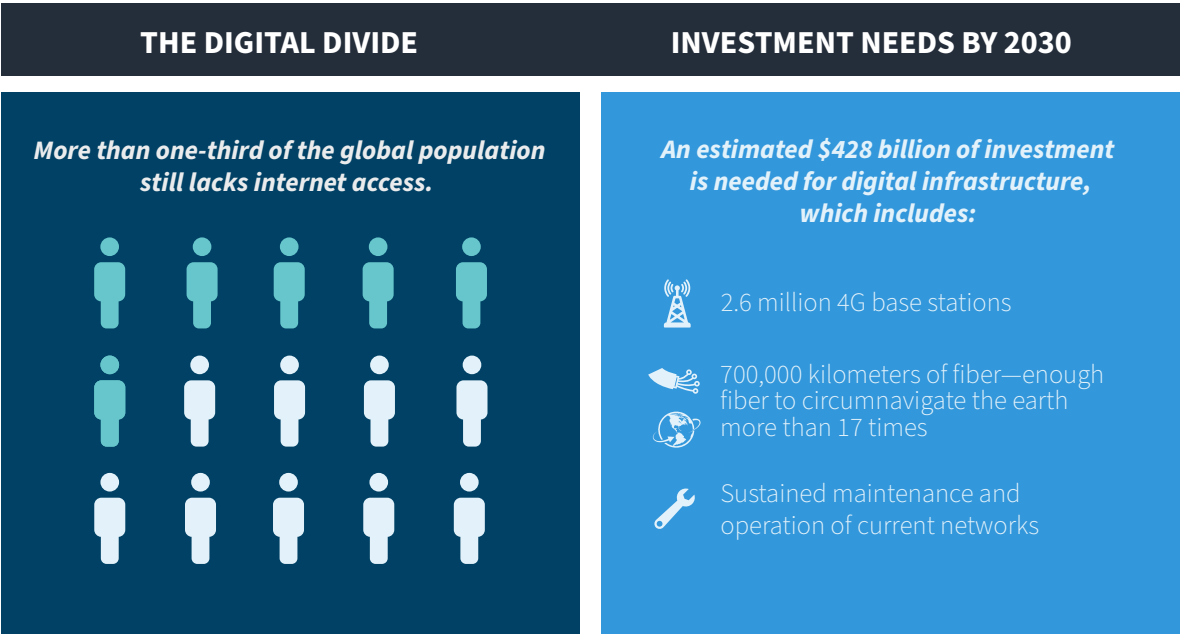 THE DIGITAL DIVIDE
INVESTMENT NEEDS BY 2030
More than one-third of the global population
still lacks internet access.
An estimated $428 billion of investment
is needed for digital infrastructure,
which includes:
2.6 million 4G base stations
700,000 kilometers of fiber—enough
fiber to circumnavigate the earth
more than 17 times
Sustained maintenance and
operation of current networks